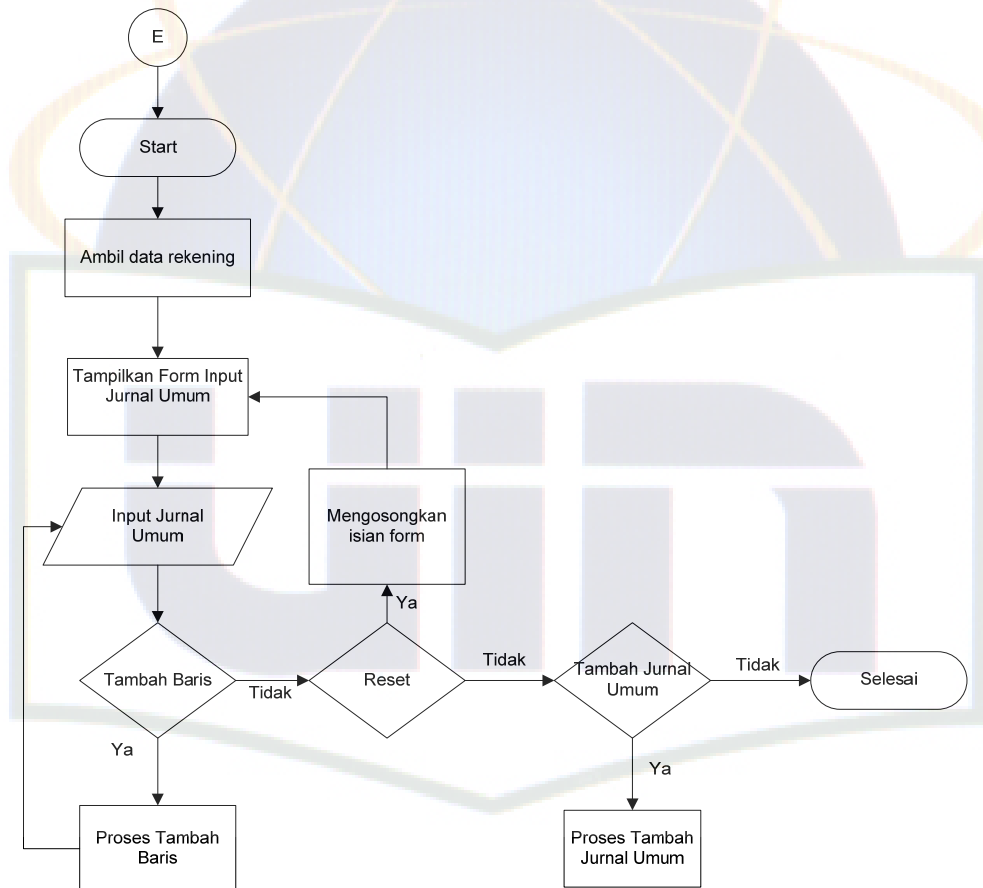 E
Start
Ambil data rekening
Tampilkan Form Input
Jurnal Umum
Input Jurnal
Umum
Mengosongkan
isian form
Ya
Tambah Baris
Tidak
Reset
Tidak
Tambah Jurnal
Umum
Tidak
Selesai
Ya
Ya
Proses Tambah
Baris
Proses Tambah
Jurnal Umum
uin